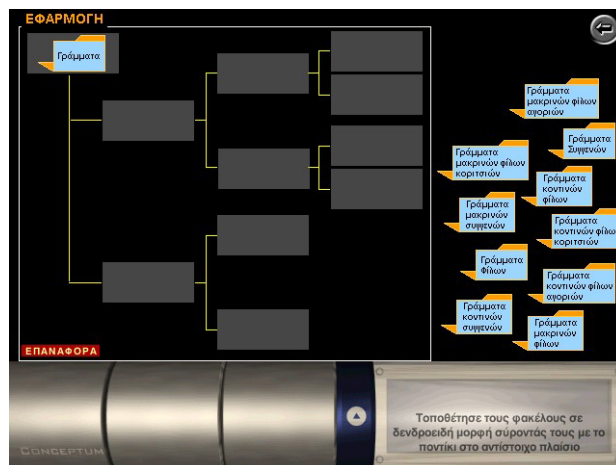 ΕΦΑΡΜΟΓΗ
Γράμματα
Γράμματα
μακρινών φίλων
αγοριών
Γράμματα
Συγγενών
Γράμματα
μακρινών φίλων
κοριτσιών
Γράμματα
κοντινών
φίλων
Γράμματα
μακρινών
συγγενών
Γράμματα
κοντινών φίλων
κοριτσιών
Γράμματα
Φίλων
Γράμματα
κοντινών φίλων
αγοριών
Γράμματα
κοντινών
συγγενών
Γράμματα
μακρινών
φίλων
ΕΠΑΝΑΦΟΡΑ
Τοποθέτησε τους φακέλους σε
δενδροειδή μορφή σύροντάς τους με το
ποντίκι στο αντίστοιχο πλαίσιο
CONCEPTUM